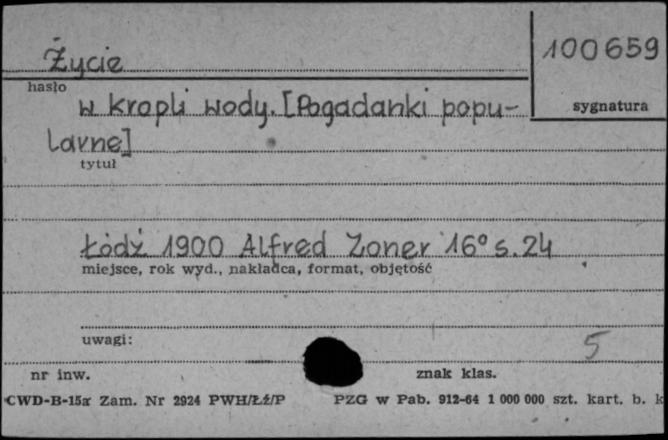 Życie
100659
hasło
w kropli wody. [Pogadanki popu-
sygnatura
larne]
tytuł
Łódź 1900 Alfred Zoner 16° s. 24
miejsce, rok wyd., nakładca, format, objętość
uwagi:
5
nr inw.
znak klas.
CWD-B-15a Zam. Nr 2924 PWH/Łź/P PZG w Pab. 912-64 1 000 000 szt. kart. b. k